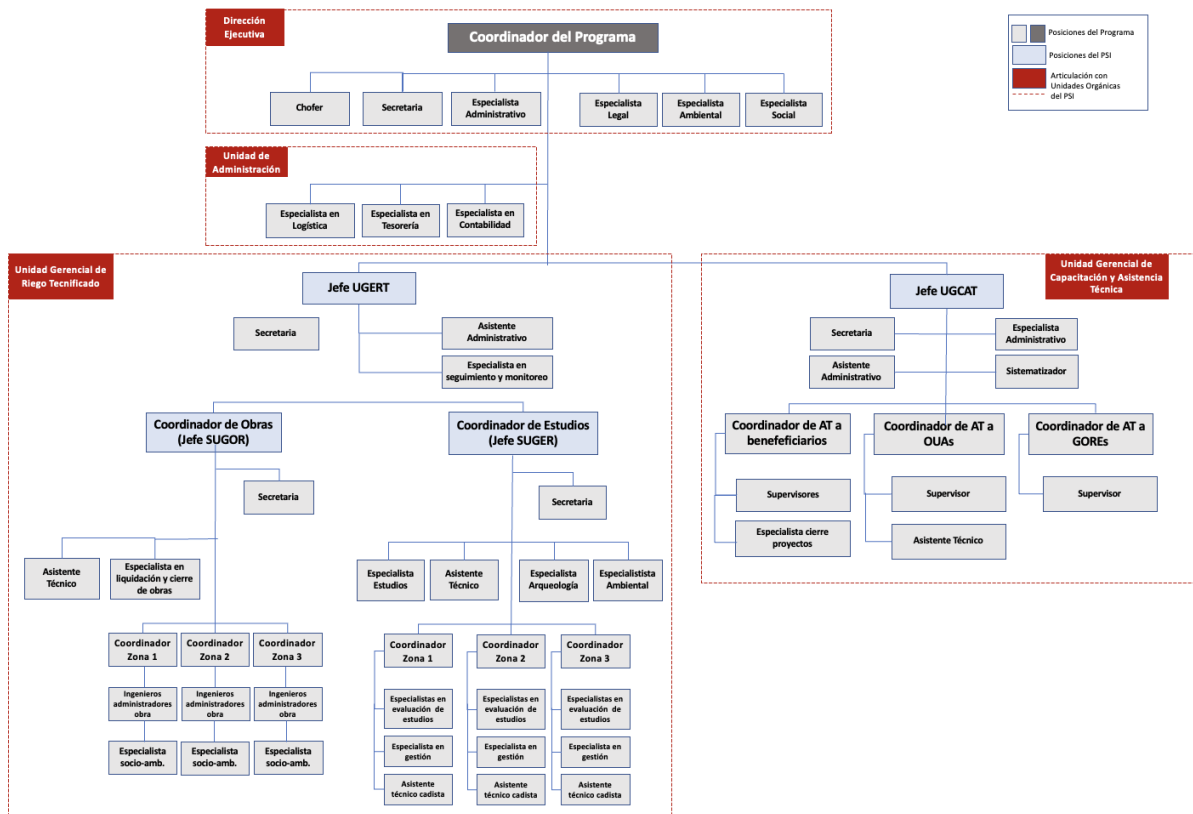 Dirección
Ejecutiva
Coordinador del Programa
Chofer
Secretaria
Especialista
Administrativo
Especialista
Legal
Especialista
Ambiental
Especialista
Social
Posiciones del Programa
Posiciones del PSI
Articulación con
Unidades Orgánicas
del PSI
Unidad de
Administración
Especialista en
Logística
Especialista en
Tesorería
Especialista en
Contabilidad
Unidad Gerencial de
Riego Tecnificado
Jefe UGERT
Secretaria
Asistente
Administrativo
Especialista en
seguimiento y monitoreo
Coordinador de Obras
(Jefe SUGOR)
Secretaria
Asistente
Técnico
Especialista en
liquidación y cierre
de obras
Coordinador
Zona 1
Coordinador
Zona 2
Coordinador
Zona 3
Ingenieros
administradores
obra
Ingenieros
administradores
obra
Ingenieros
administradores
obra
Especialista
socio-amb.
Especialista
socio-amb.
Especialista
socio-amb.
Coordinador de Estudios
(Jefe SUGER)
Secretaria
Especialista
Estudios
Asistente
Técnico
Especialista
Arqueología
Especialistista
Ambiental
Coordinador
Zona 1
Coordinador
Zona 2
Coordinador
Zona 3
Especialistas en
evaluación de
estudios
Especialistas en
evaluación de
estudios
Especialistas en
evaluación de
estudios
Especialista en
gestión
Especialista en
gestión
Especialista en
gestión
Asistente
técnico cadista
Asistente
técnico cadista
Asistente
técnico cadista
Unidad Gerencial de
Capacitación y Asistencia
Técnica
Jefe UGCAT
Secretaria
Especialista
Administrativo
Asistente
Administrativo
Sistematizador
Coordinador de AT a
benefeficiarios
Coordinador de AT a
OUAs
Coordinador de AT a
GOREs
Supervisores
Supervisor
Supervisor
Especialista cierre
proyectos
Asistente Técnico